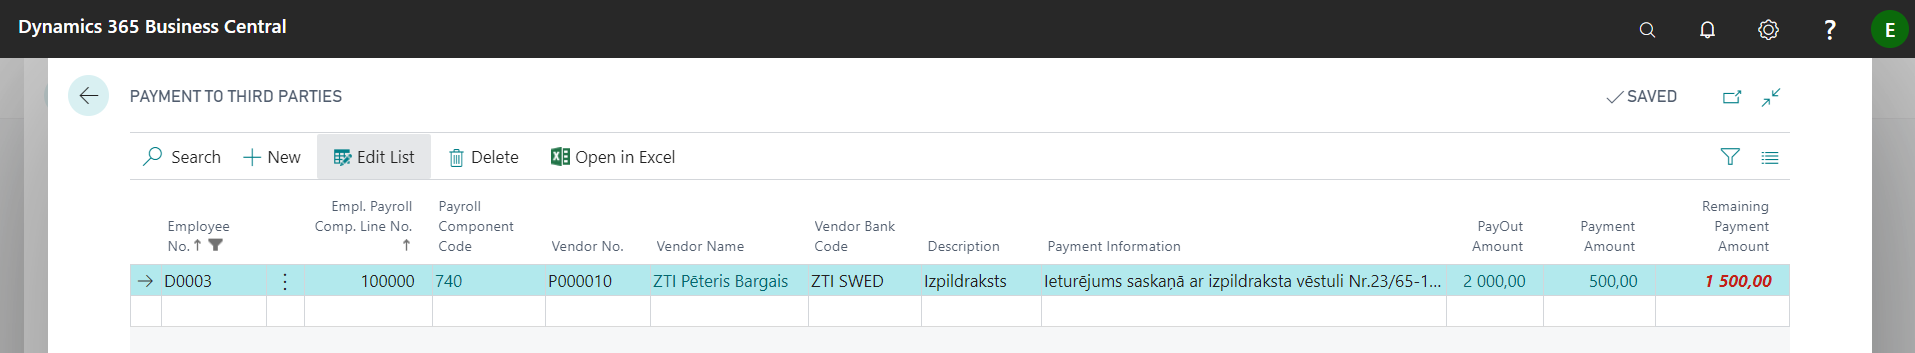 Dynamics 365 Business Central
?
E
PAYMENT TO THIRD PARTIES
SAVED
Search
New
Edit List
Delete
Open in Excel
Employee
No.↑
Empl. Payroll
Comp. Line No.
↑
Payroll
Component
Code
Vendor No.
Vendor Name
Vendor Bank
Code
Description
Payment Information
PayOut
Amount
Payment
Amount
Remaining
Payment
Amount
→ D0003 ⋮ 100000 740 P000010 ZTI Pēteris Bargais ZTI SWED Izpildraksts Ieturējums saskaņā ar izpildraksta vēstuli Nr.23/65-1... 2 000,00 500,00 1 500,00